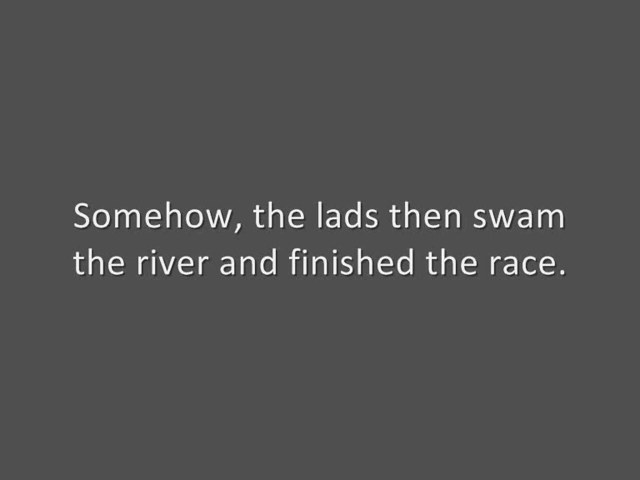 Somehow, the lads then swam
the river and finished the race.